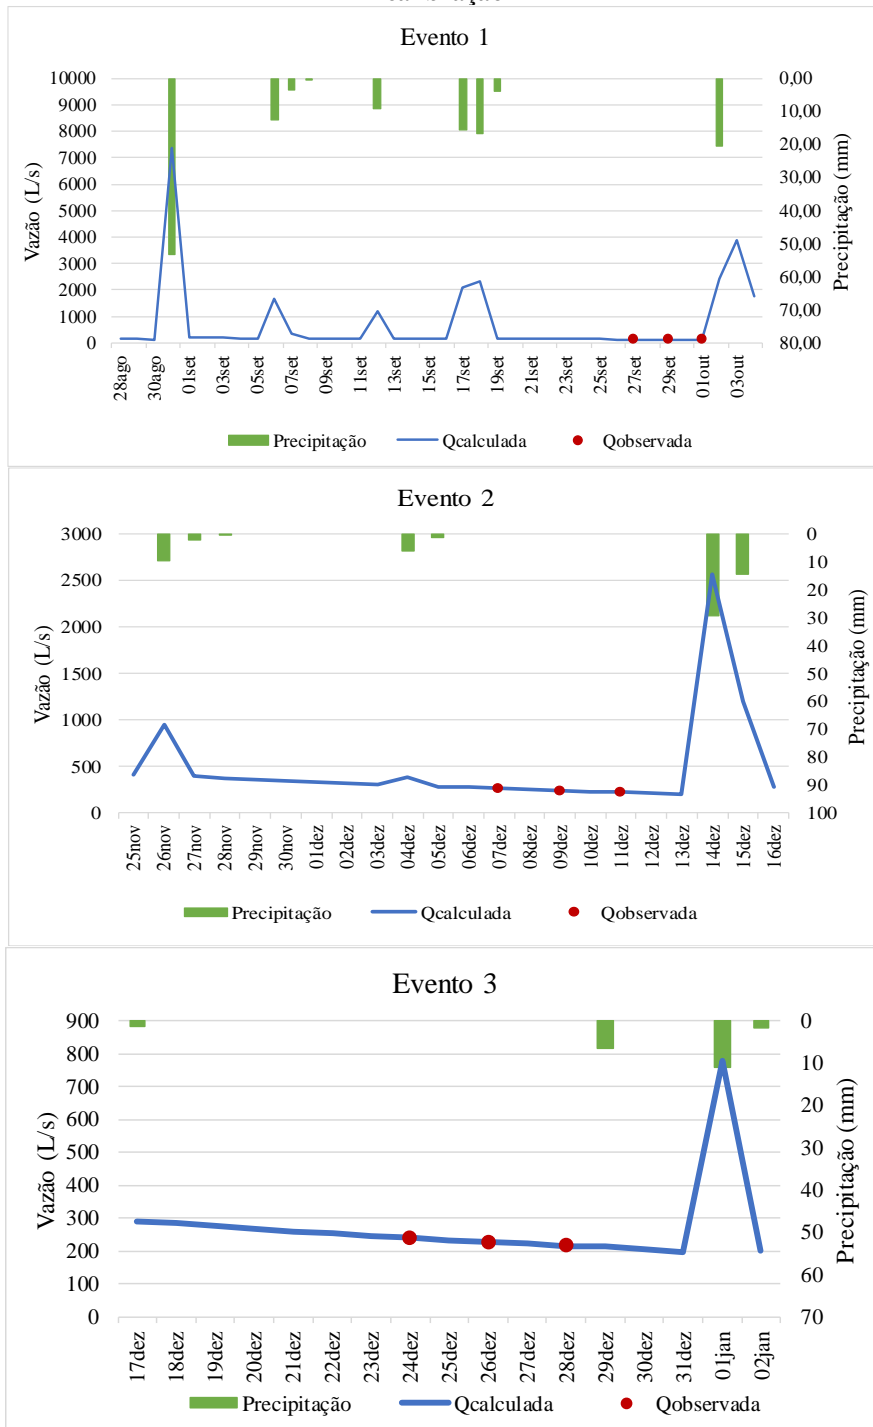 Evento 1
10000
9000
8000
7000
6000
5000
4000
3000
2000
1000
0
Vazão (L/s)
0,00
10,00
20,00
30,00
40,00
50,00
60,00
70,00
80,00
Precipitação (mm)
28ago
30ago
01set
03set
05set
07set
09set
11set
13set
15set
17set
19set
21set
23set
25set
27set
29set
01out
03out
Precipitação Qcalculada Qobservada
Evento 2
3000
2500
2000
1500
1000
500
0
Vazão (L/s)
0
10
20
30
40
50
60
70
80
90
100
Precipitação (mm)
25nov
26nov
27nov
28nov
29nov
30nov
01dez
02dez
03dez
04dez
05dez
06dez
07dez
08dez
09dez
10dez
11dez
12dez
13dez
14dez
15dez
16dez
Precipitação Qcalculada Qobservada
Evento 3
900
800
700
600
500
400
300
200
100
0
Vazão (L/s)
0
10
20
30
40
50
60
70
Precipitação (mm)
17dez
18dez
19dez
20dez
21dez
22dez
23dez
24dez
25dez
26dez
27dez
28dez
29dez
30dez
31dez
01jan
02jan
Precipitação Qcalculada Qobservada